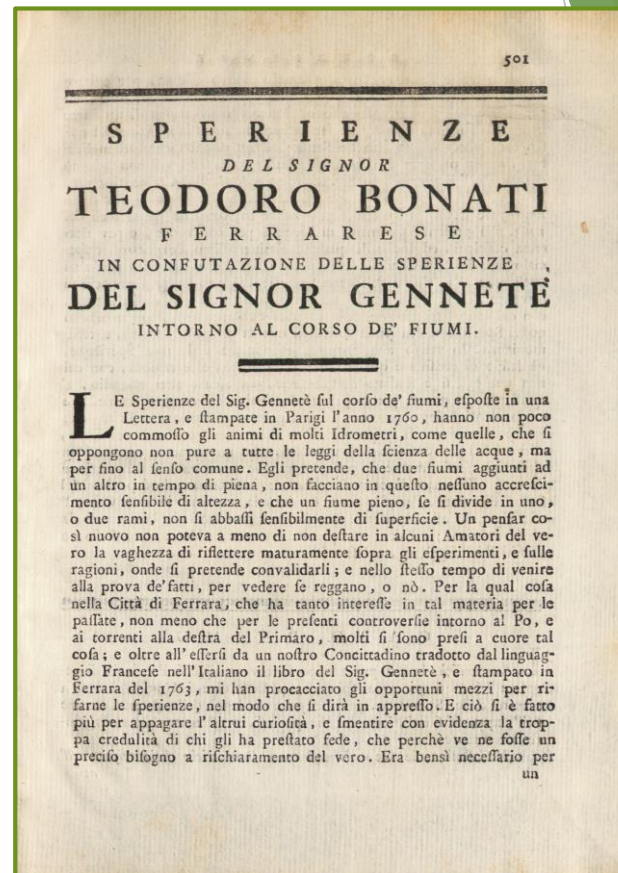 501
SPERIENZE
DEL SIGNOR
TEODORO BONATI
FERRARESE
IN CONFUTAZIONE DELLE SPERIENZE
DEL SIGNOR GENNETÈ
INTORNO AL CORSO DE' FIUMI.
LE Sperienze del Sig. Gennetè ſul corſo de' fiumi, eſpoſte in una
Lettera, e ſtampate in Parigi l'anno 1760, hanno non poco
commoſſo gli animi di molti Idrometri, come quelle, che ſi
oppongono non pure a tutte le leggi della ſcienza delle acque, ma
per fino al ſenſo comune. Egli pretende, che due fiumi aggiunti ad
un altro in tempo di piena, non facciano in queſto neſſuno accreſci-
mento ſenſibile di altezza, e che un fiume pieno, ſe ſi divide in uno,
o due rami, non ſi abbaſſi ſenſibilmente di ſuperficie. Un penſar co-
sì nuovo non poteva a meno di non deſtare in alcuni Amatori del ve-
ro la vaghezza di riflettere maturamente ſopra gli eſperimenti, e ſulle
ragioni, onde ſi pretende convalidarli; e nello ſteſſo tempo di venire
alla prova de' fatti, per vedere ſe reggano, o nò. Per la qual coſa
nella Città di Ferrara, che ha tanto intereſſe in tal materia per le
paſſate, non meno che per le preſenti controverſie intorno al Po, e
ai torrenti alla deſtra del Primaro, molti ſi ſono preſi a cuore tal
coſa; e oltre all' eſſerſi da un noſtro Concittadino tradotto dal linguag-
gio Franceſe nell'Italiano il libro del Sig. Gennetè, e ſtampato in
Ferrara del 1763, mi han procacciato gli opportuni mezzi per ri-
farne le ſperienze, nel modo che ſi dirà in appreſſo. E ciò ſi è fatto
più per appagare l' altrui curioſità, e ſmentire con evidenza la trop-
pa credulità di chi gli ha preſtato fede, che perchè ve ne foſſe un
preciſo biſogno a riſchiaramento del vero. Era bensì neceſſario per
un